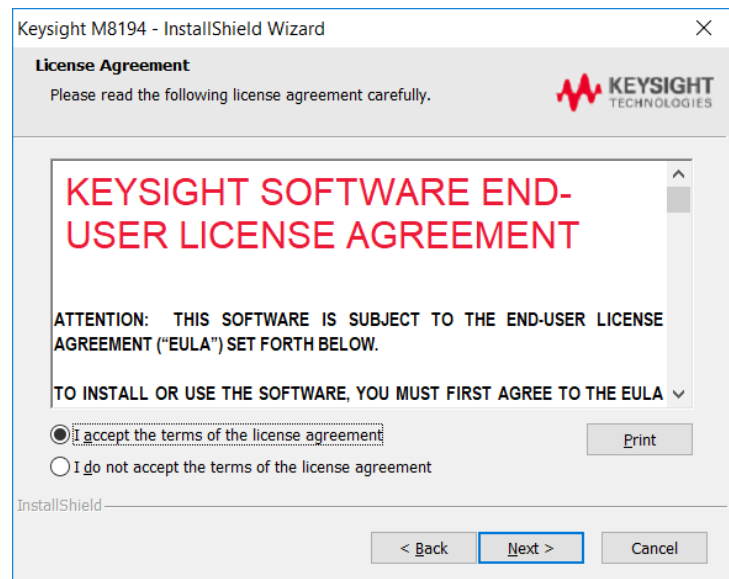 Keysight M8194 - InstallShield Wizard
License Agreement
Please read the following license agreement carefully.
KEYSIGHT
TECHNOLOGIES
KEYSIGHT SOFTWARE END-
USER LICENSE AGREEMENT
ATTENTION: THIS SOFTWARE IS SUBJECT TO THE END-USER LICENSE
AGREEMENT (“EULA”) SET FORTH BELOW.
TO INSTALL OR USE THE SOFTWARE, YOU MUST FIRST AGREE TO THE EULA
I accept the terms of the license agreement
Print
I do not accept the terms of the license agreement
InstallShield
< Back
Next >
Cancel